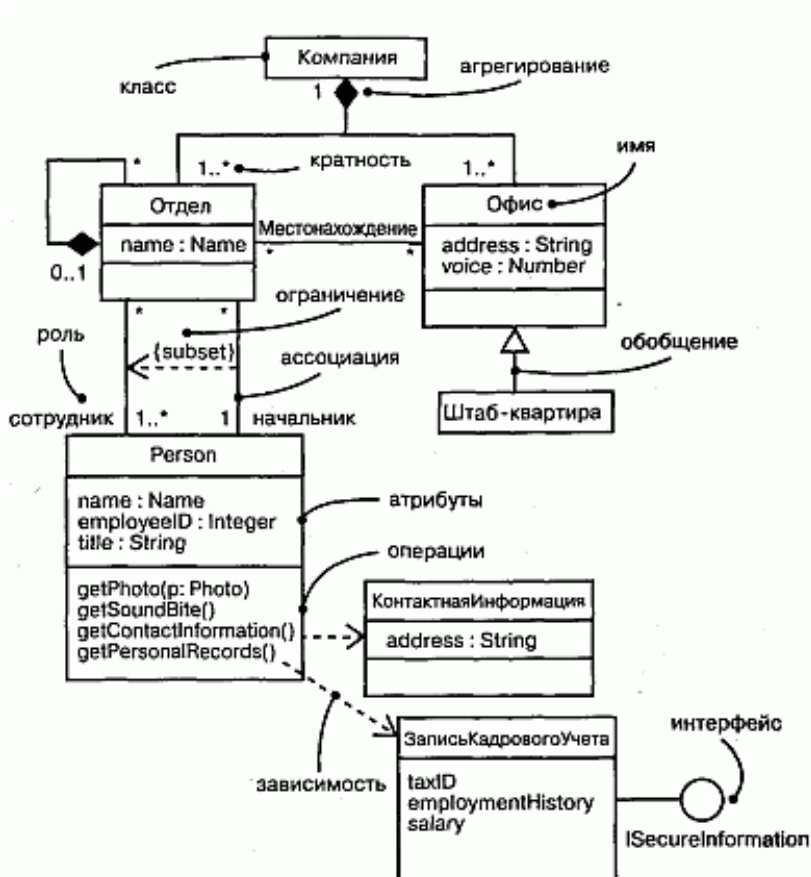 Компания
класс
1
агрегирование
*
1..*
кратность
1..*
имя
Отдел
Офис
name : Name
Местонахождение
address : String
voice : Number
*
*
0..1
*
*
ограничение
роль
{subset}
ассоциация
обобщение
сотрудник
1..*
1
начальник
Штаб-квартира
Person
name : Name
employeeID : Integer
title : String
атрибуты
операции
getPhoto(p: Photo)
getSoundBite()
getContactInformation()
getPersonalRecords()
КонтактнаяИнформация
address : String
зависимость
ЗаписьКадровогоУчета
интерфейс
taxID
employmentHistory
salary
ISecureInformation